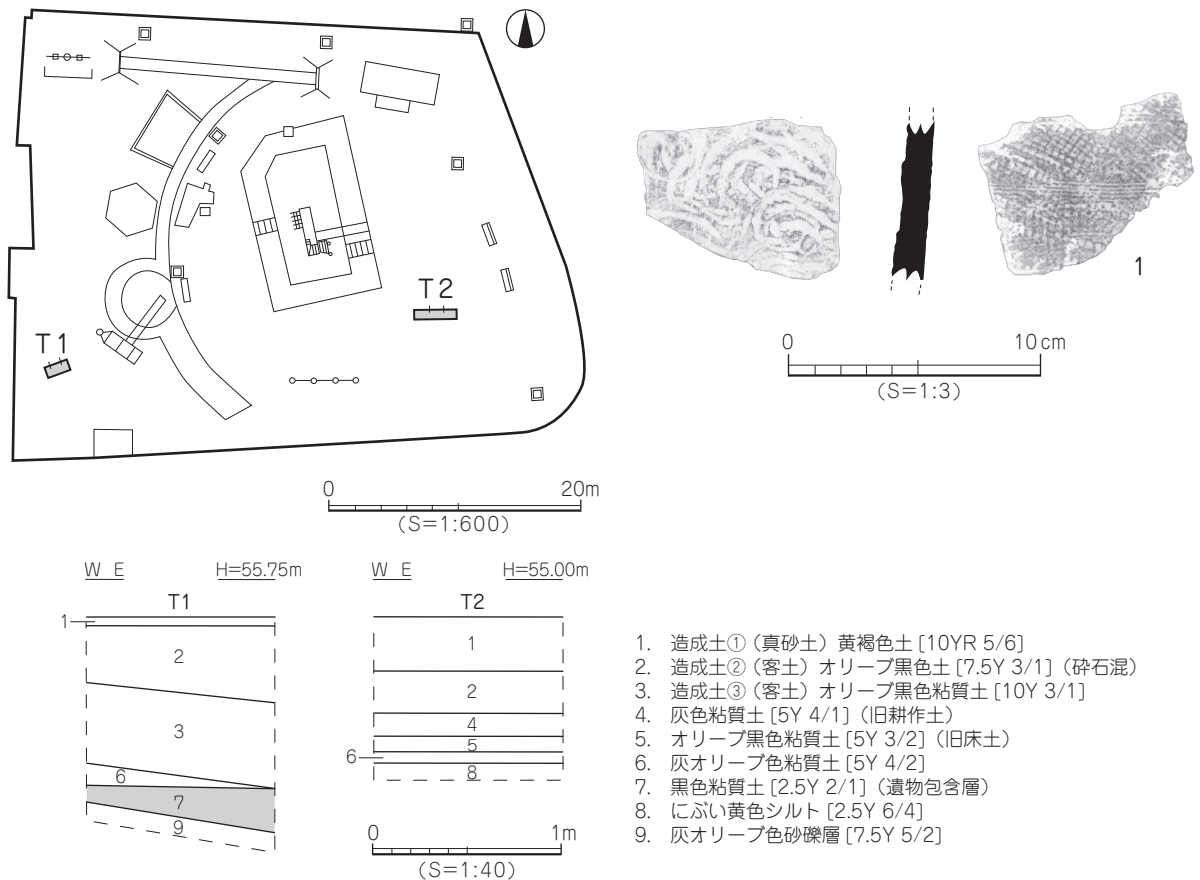 T1
T2
0 20m
(S=1:600)
1
0 10cm
(S=1:3)
W E H=55.75m
T1
1
2
3
6
7
9
W E H=55.00m
T2
1
2
4
5
6
8
0 1m
(S=1:40)
1. 造成土①(真砂土)黄褐色土[10YR 5/6]
2. 造成土②(客土)オリーブ黒色土[7.5Y 3/1](砕石混)
3. 造成土③(客土)オリーブ黒色粘質土[10Y 3/1]
4. 灰色粘質土[5Y 4/1](旧耕作土)
5. オリーブ黒色粘質土[5Y 3/2](旧床土)
6. 灰オリーブ色粘質土[5Y 4/2]
7. 黒色粘質土[2.5Y 2/1](遺物包含層)
8. にぶい黄色シルト[2.5Y 6/4]
9. 灰オリーブ色砂礫層[7.5Y 5/2]